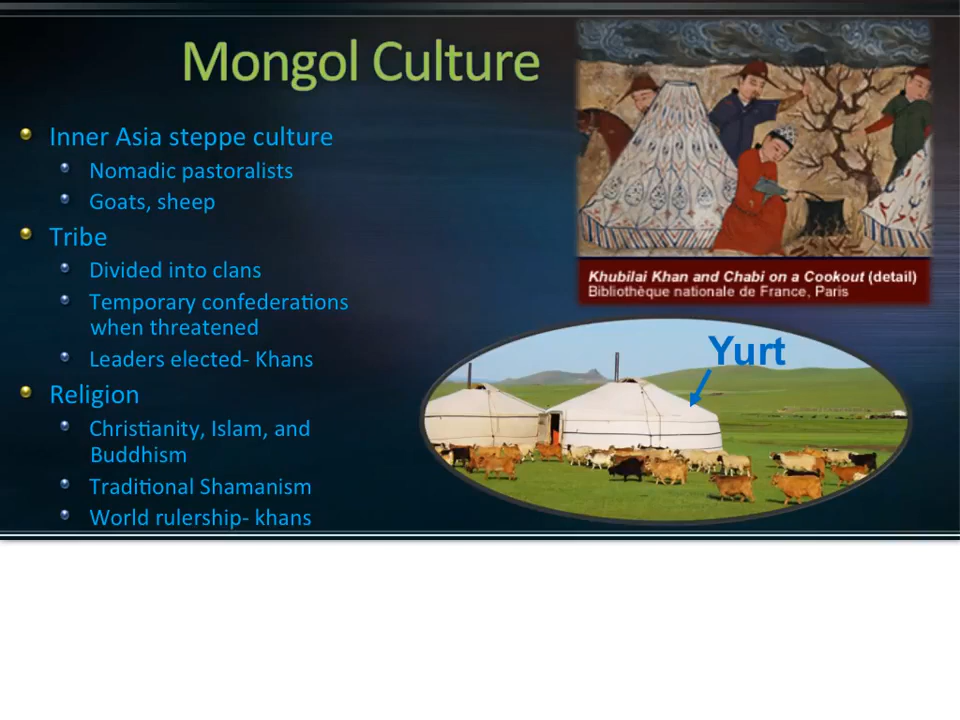 Mongol Culture
Inner Asia steppe culture
Nomadic pastoralists
Goats, sheep
Tribe
Divided into clans
Temporary confederations
when threatened
Leaders elected- Khans
Religion
Christianity, Islam, and
Buddhism
Traditional Shamanism
World rulership- khans
Khubilai Khan and Chabi on a Cookout (detail)
Bibliothèque nationale de France, Paris
Yurt